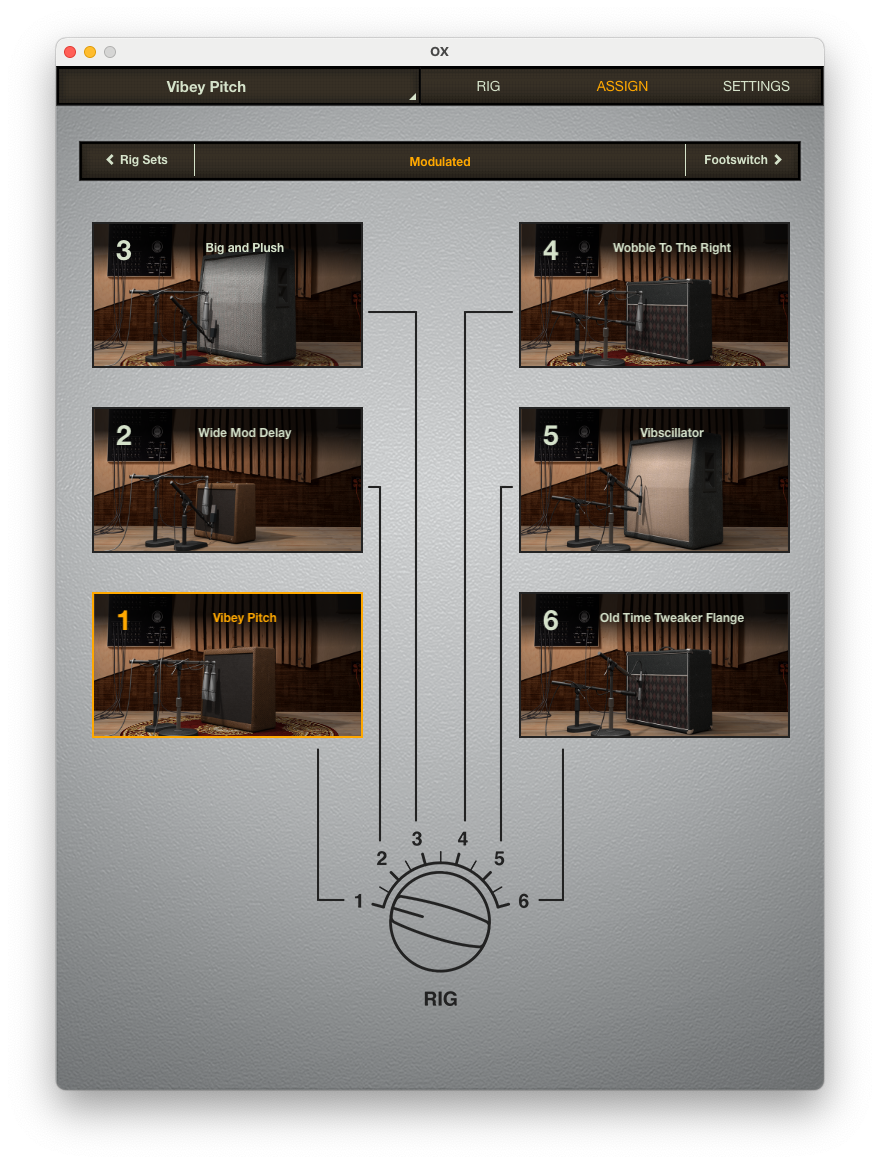 OX
Vibey Pitch
RIG
ASSIGN
SETTINGS
Rig Sets
Modulated
Footswitch
3
Big and Plush
4
Wobble To The Right
2
Wide Mod Delay
5
Vibscillator
1
Vibey Pitch
6
Old Time Tweaker Flange
3
4
2
5
1
6
RIG